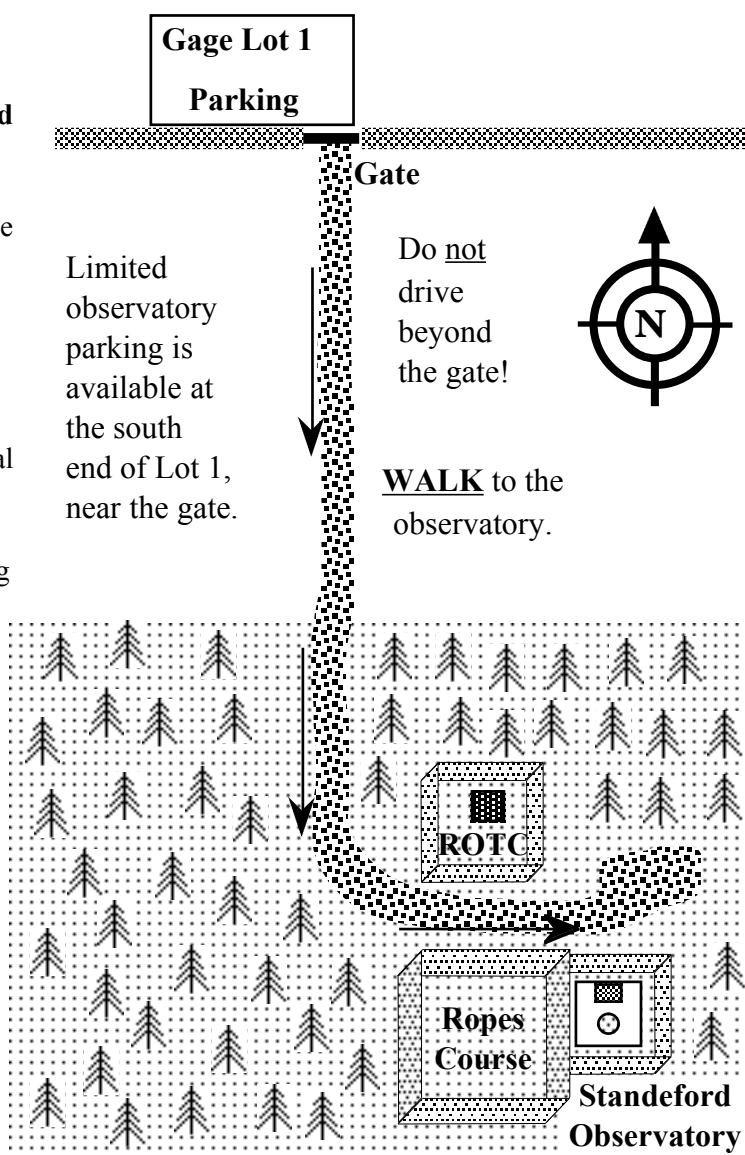 Gage Lot 1
Parking
d
Gate
e
Limited
observatory
parking is
available at
the south
end of Lot 1,
near the gate.
Do not
drive
beyond
the gate!
N
al
WALK to the
observatory.
g
ROTC
Ropes
Course
Standeford
Observatory